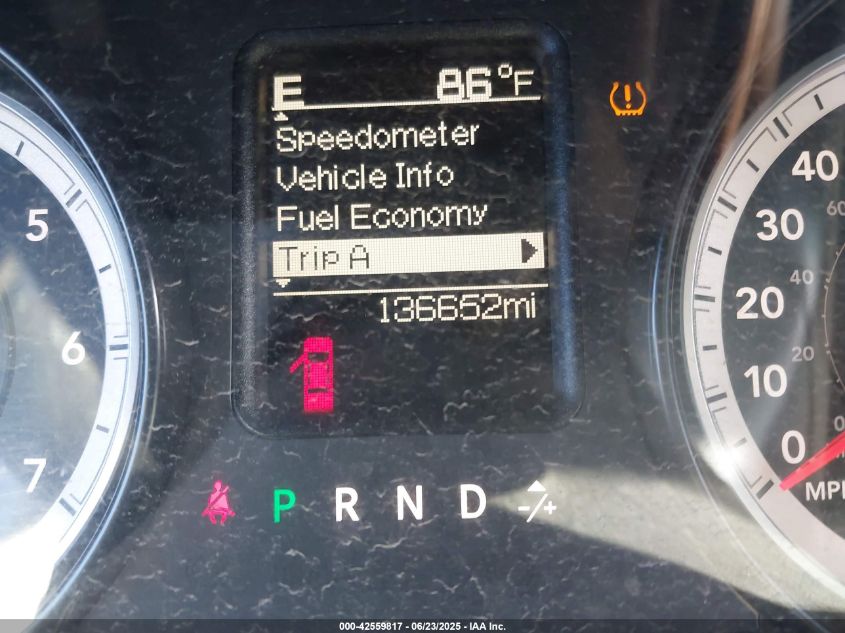 E 86°F
Speedometer
Vehicle Info
Fuel Economy
Trip A
136652mi
5
6
7
40
30
20
10
0
60
40
20
0
P R N D -/+
000-42559817 - 06/23/2025 - IAA Inc.